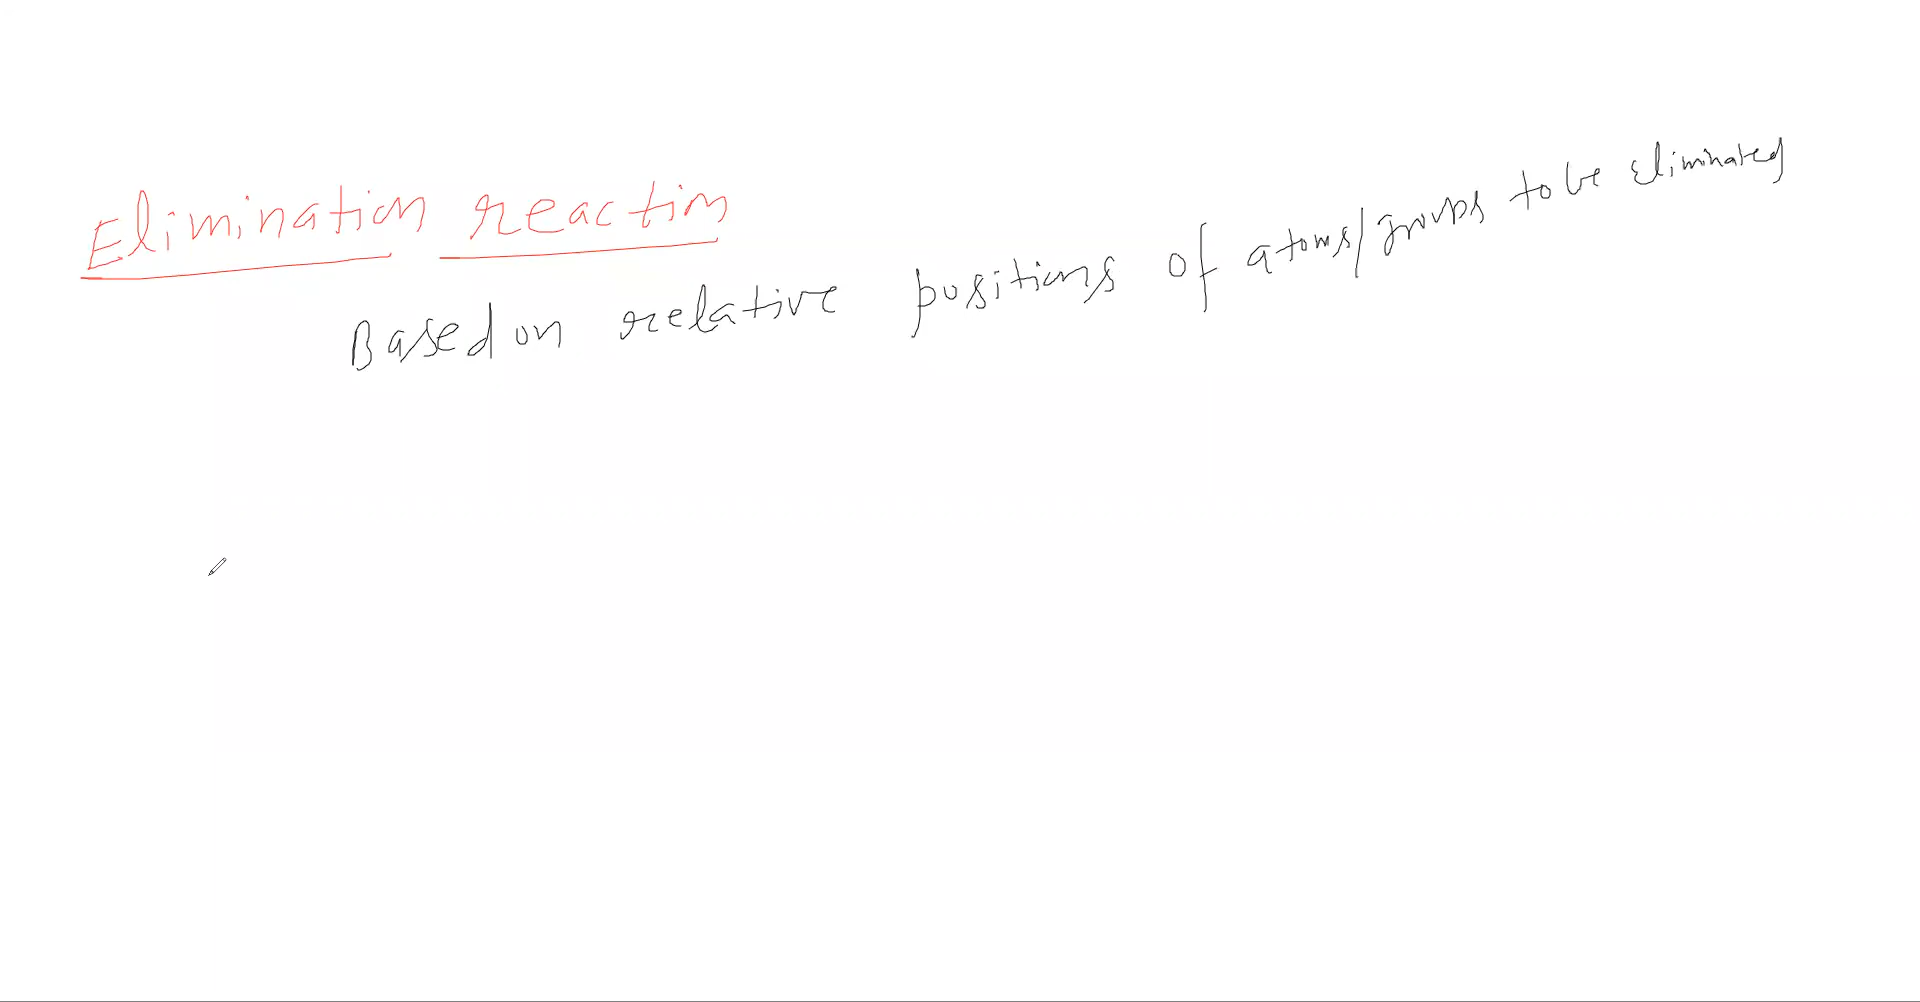 Elimination reaction
Based on relative positions of atoms/groups to be eliminated